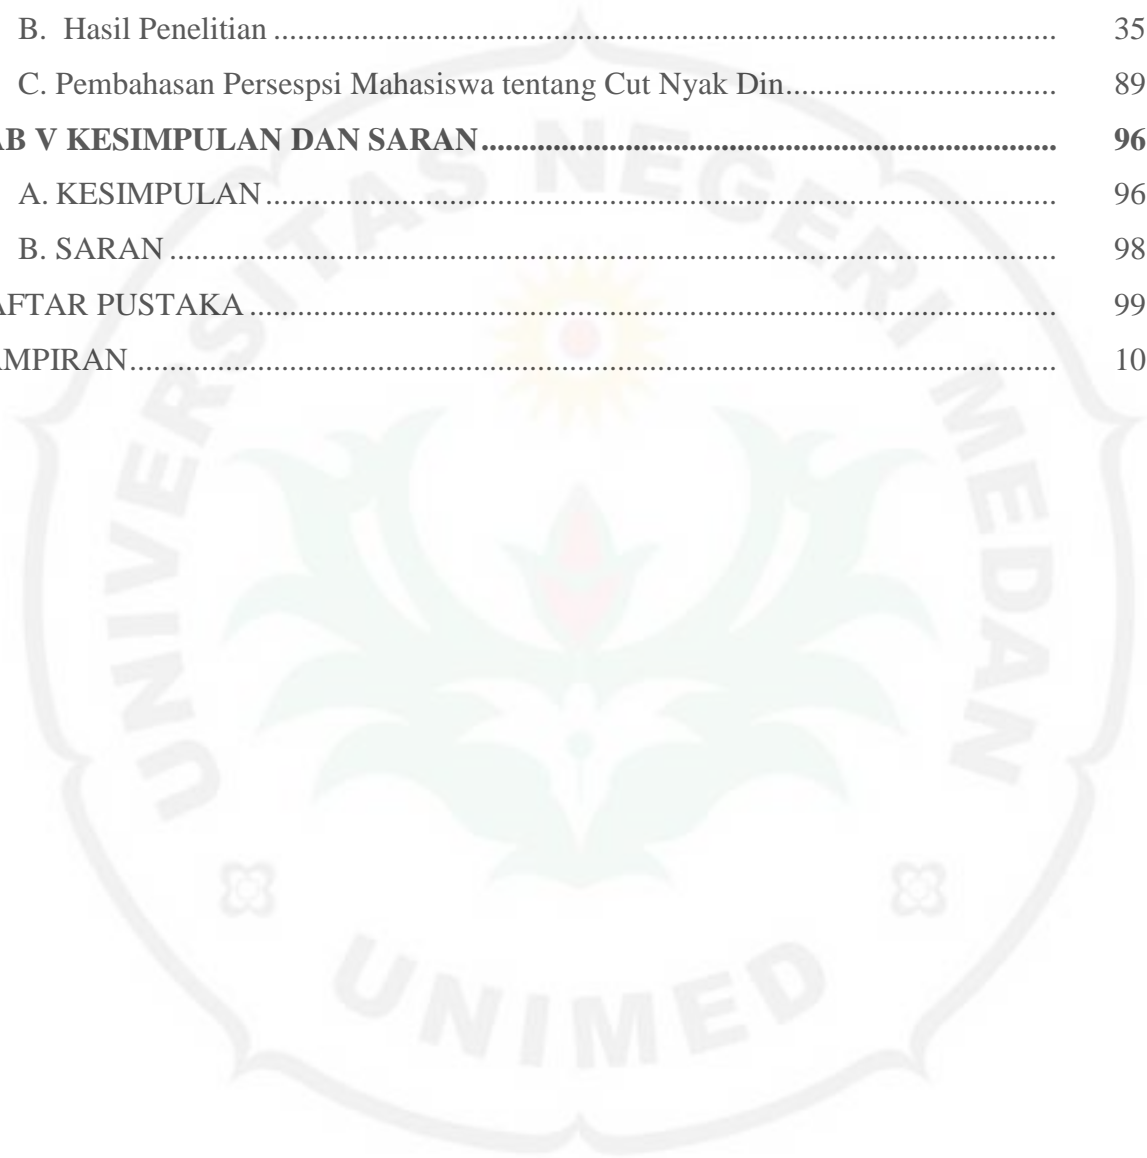 B. Hasil Penelitian ........ 35
C. Pembahasan Persespsi Mahasiswa tentang Cut Nyak Din........ 89
AB V KESIMPULAN DAN SARAN........ 96
A. KESIMPULAN........ 96
B. SARAN ........ 98
AFTAR PUSTAKA ........ 99
AMPIRAN........ 10
UNIVERSITAS NEGERI MEDAN
UNIMED